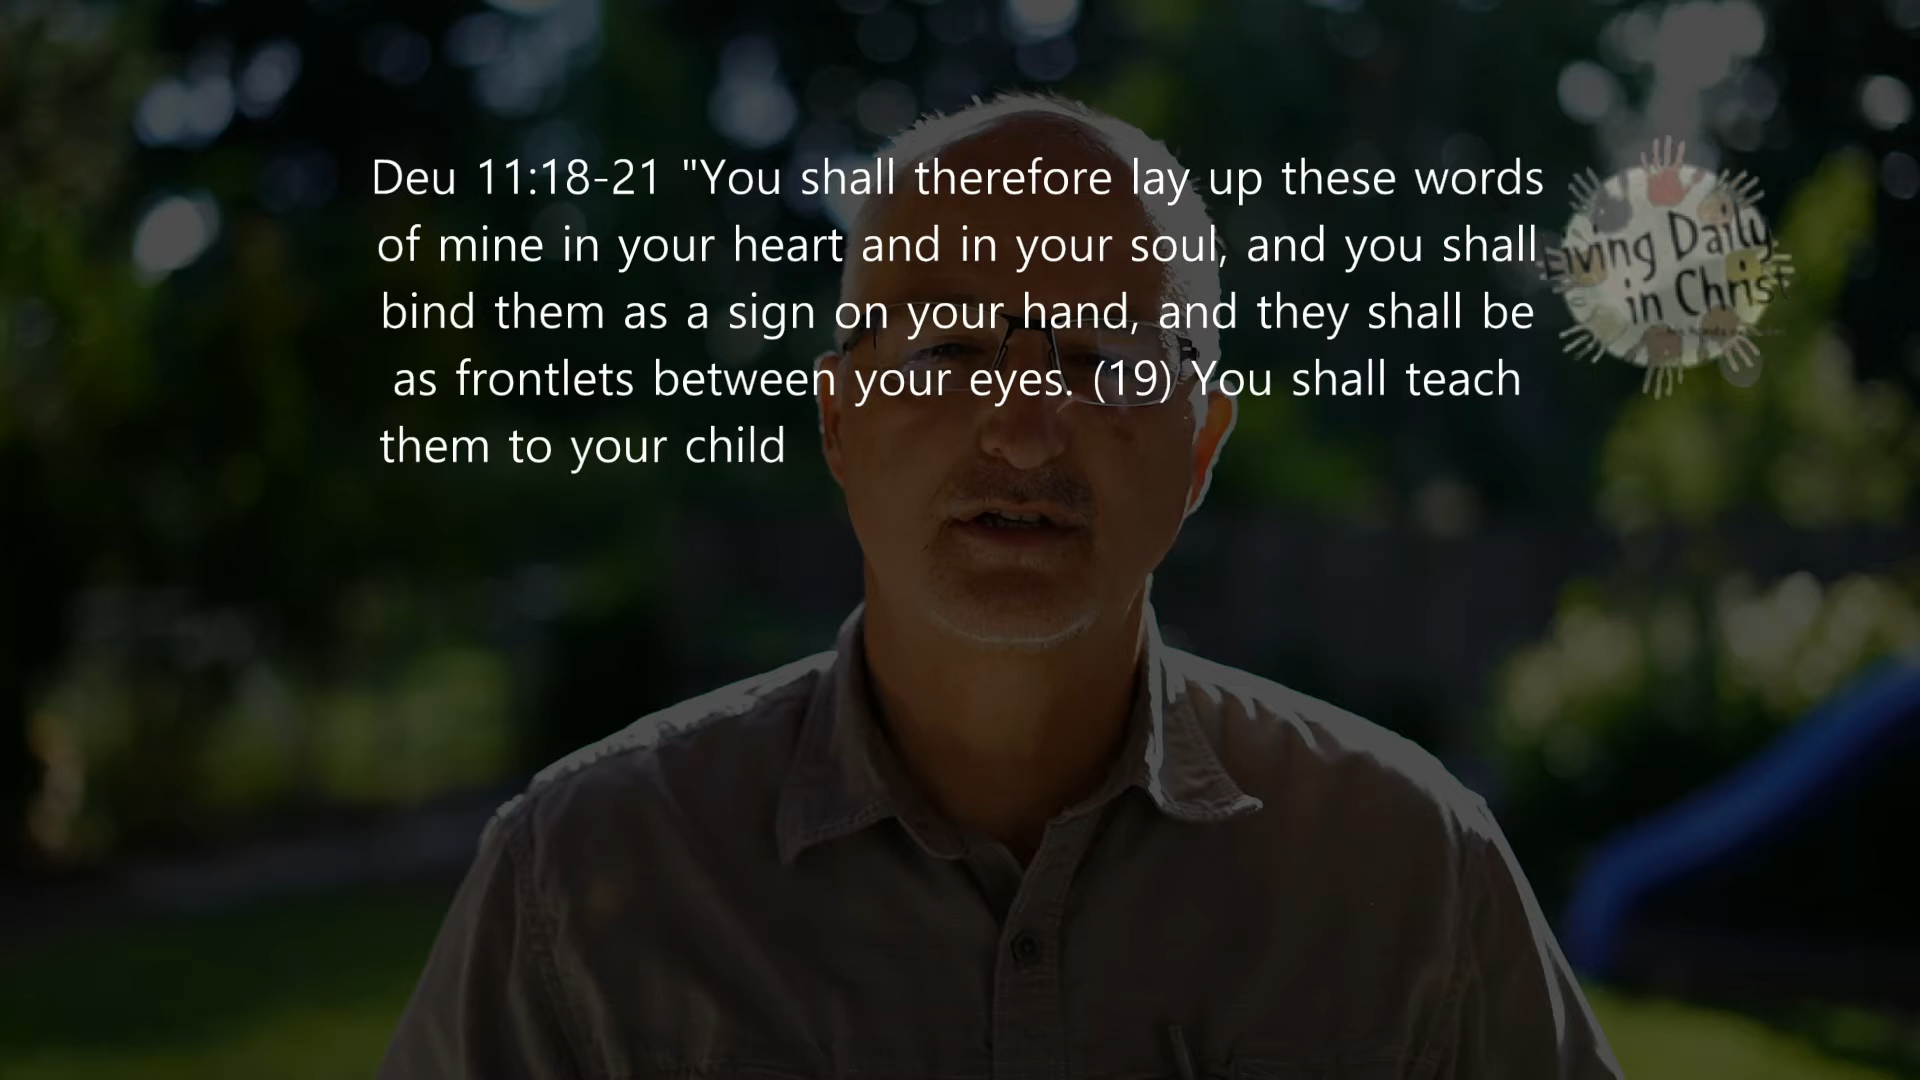 Deu 11:18-21 "You shall therefore lay up these words
of mine in your heart and in your soul, and you shall
bind them as a sign on your hand, and they shall be
as frontlets between your eyes. (19) You shall teach
them to your child
Living Daily
in Christ